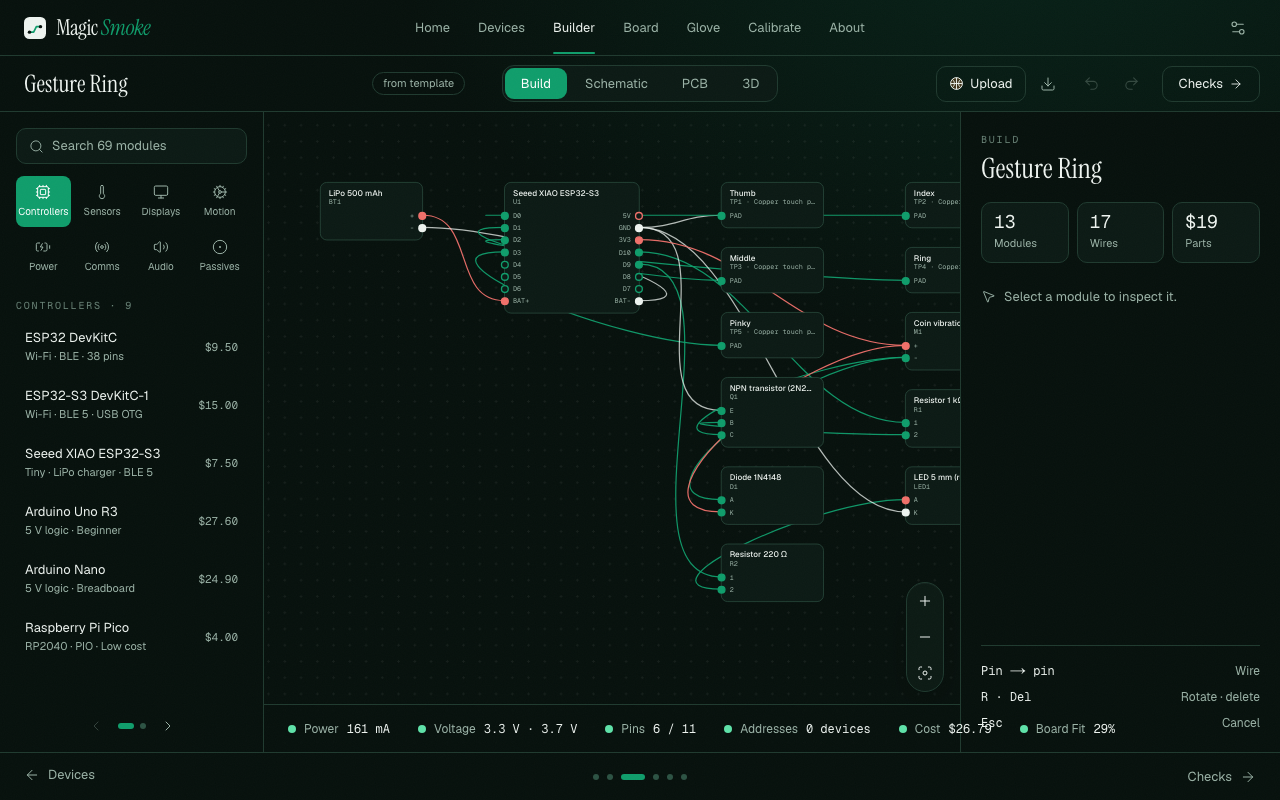 Magic Smoke
Home
Devices
Builder
Board
Glove
Calibrate
About
Gesture Ring
from template
Build
Schematic
PCB
3D
Upload
Checks
Search 69 modules
Controllers
Sensors
Displays
Motion
Power
Comms
Audio
Passives
CONTROLLERS · 9
ESP32 DevKitC
Wi-Fi · BLE · 38 pins
$9.50
ESP32-S3 DevKitC-1
Wi-Fi · BLE 5 · USB OTG
$15.00
Seeed XIAO ESP32-S3
Tiny · LiPo charger · BLE 5
$7.50
Arduino Uno R3
5 V logic · Beginner
$27.60
Arduino Nano
5 V logic · Breadboard
$24.90
Raspberry Pi Pico
RP2040 · PIO · Low cost
$4.00
LiPo 500 mAh
BT1
+
-
Seeed XIAO ESP32-S3
U1
D0
D1
D2
D3
D4
D5
D6
BAT+
5V
GND
3V3
D10
D9
D8
D7
BAT-
Thumb
TP1 · Copper touch p…
PAD
Middle
TP3 · Copper touch p…
PAD
Pinky
TP5 · Copper touch p…
PAD
NPN transistor (2N2…
Q1
E
B
C
Diode 1N4148
D1
A
K
Resistor 220 Ω
R2
1
2
Index
TP2 · Coppe
PAD
Ring
TP4 · Coppe
PAD
Coin vibratio
M1
+
-
Resistor 1 kΩ
R1
1
2
LED 5 mm (r
LED1
A
K
BUILD
Gesture Ring
13
Modules
17
Wires
$19
Parts
Select a module to inspect it.
Pin → pin
Wire
R · Del
Rotate · delete
Esc
Cancel
Power 161 mA
Voltage 3.3 V · 3.7 V
Pins 6 / 11
Addresses 0 devices
Cost $26.79
Board Fit 29%
Devices
Checks